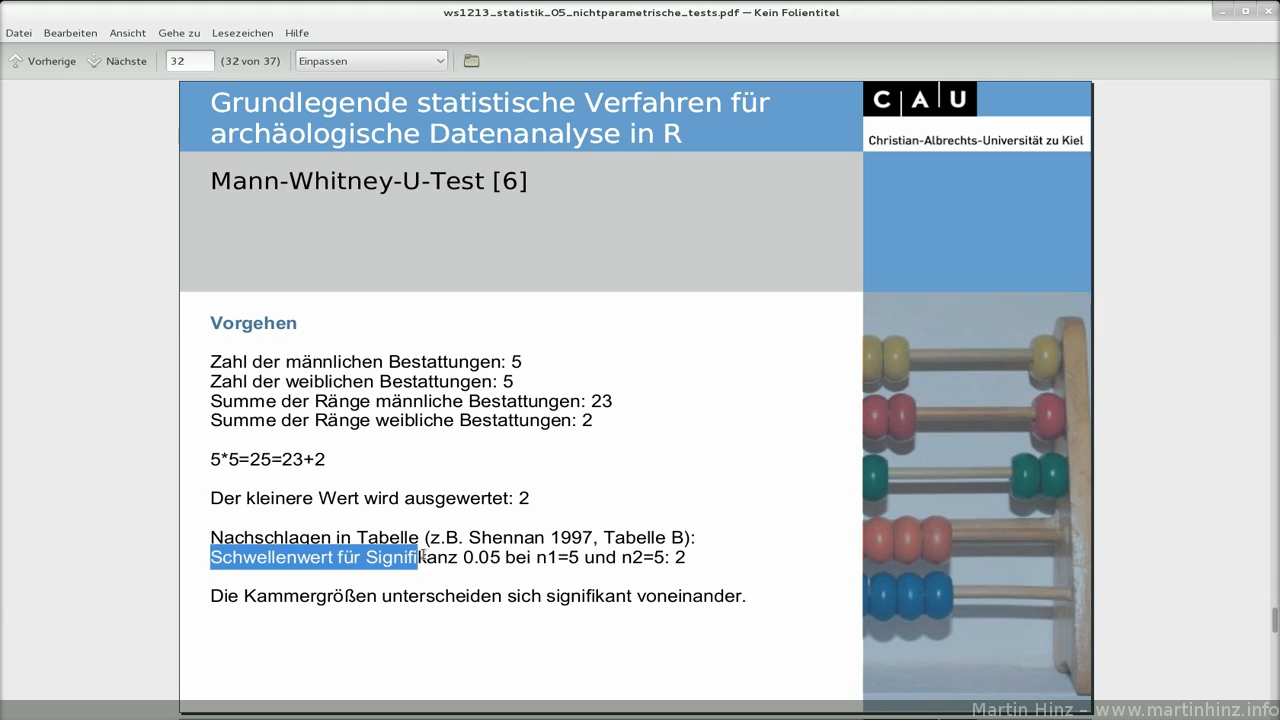 ws1213_statistik_05_nichtparametrische_tests.pdf — Kein Folientitel
Datei Bearbeiten Ansicht Gehe zu Lesezeichen Hilfe
Vorherige Nächste 32 (32 von 37) Einpassen
Grundlegende statistische Verfahren für
archäologische Datenanalyse in R
CAU
Christian-Albrechts-Universität zu Kiel
Mann-Whitney-U-Test [6]
Vorgehen
Zahl der männlichen Bestattungen: 5
Zahl der weiblichen Bestattungen: 5
Summe der Ränge männliche Bestattungen: 23
Summe der Ränge weibliche Bestattungen: 2
5*5=25=23+2
Der kleinere Wert wird ausgewertet: 2
Nachschlagen in Tabelle (z.B. Shennan 1997, Tabelle B):
Schwellenwert für Signifikanz 0.05 bei n1=5 und n2=5: 2
Die Kammergrößen unterscheiden sich signifikant voneinander.
Martin Hinz - www.martinhinz.info